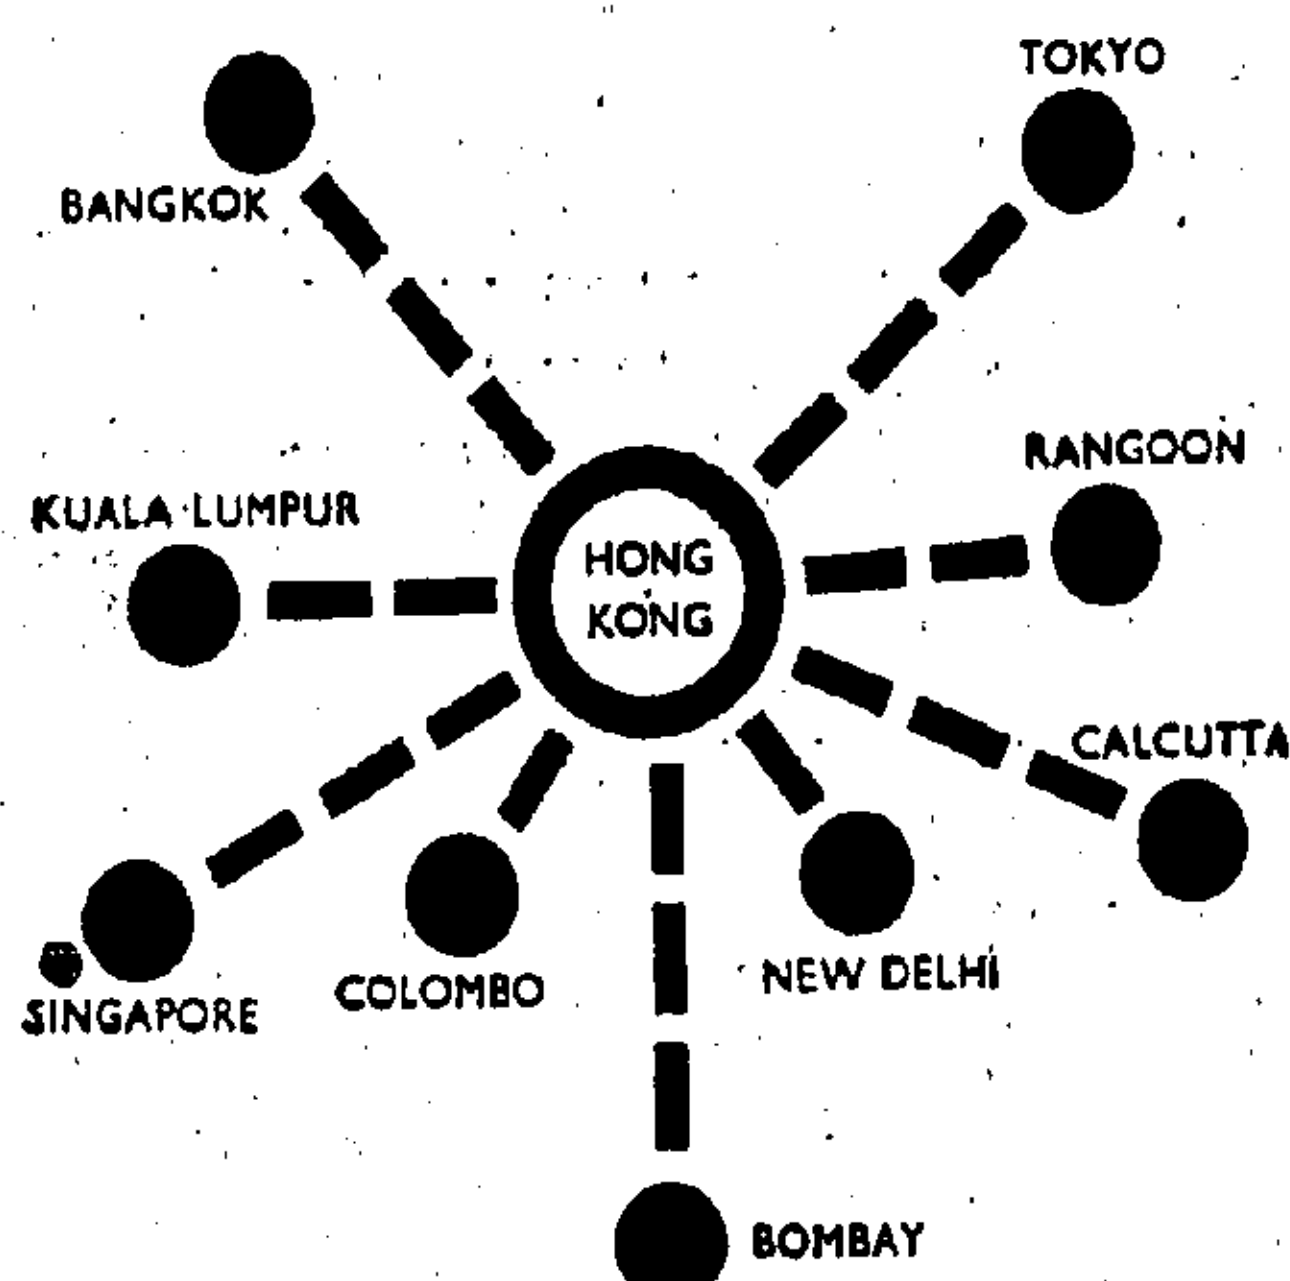 TOKYO
BANGKOK
RANGOON
KUALA LUMPUR
HONG
KONG
CALCUTTA
NEW DELHI
COLOMBO
SINGAPORE
BOMBAY